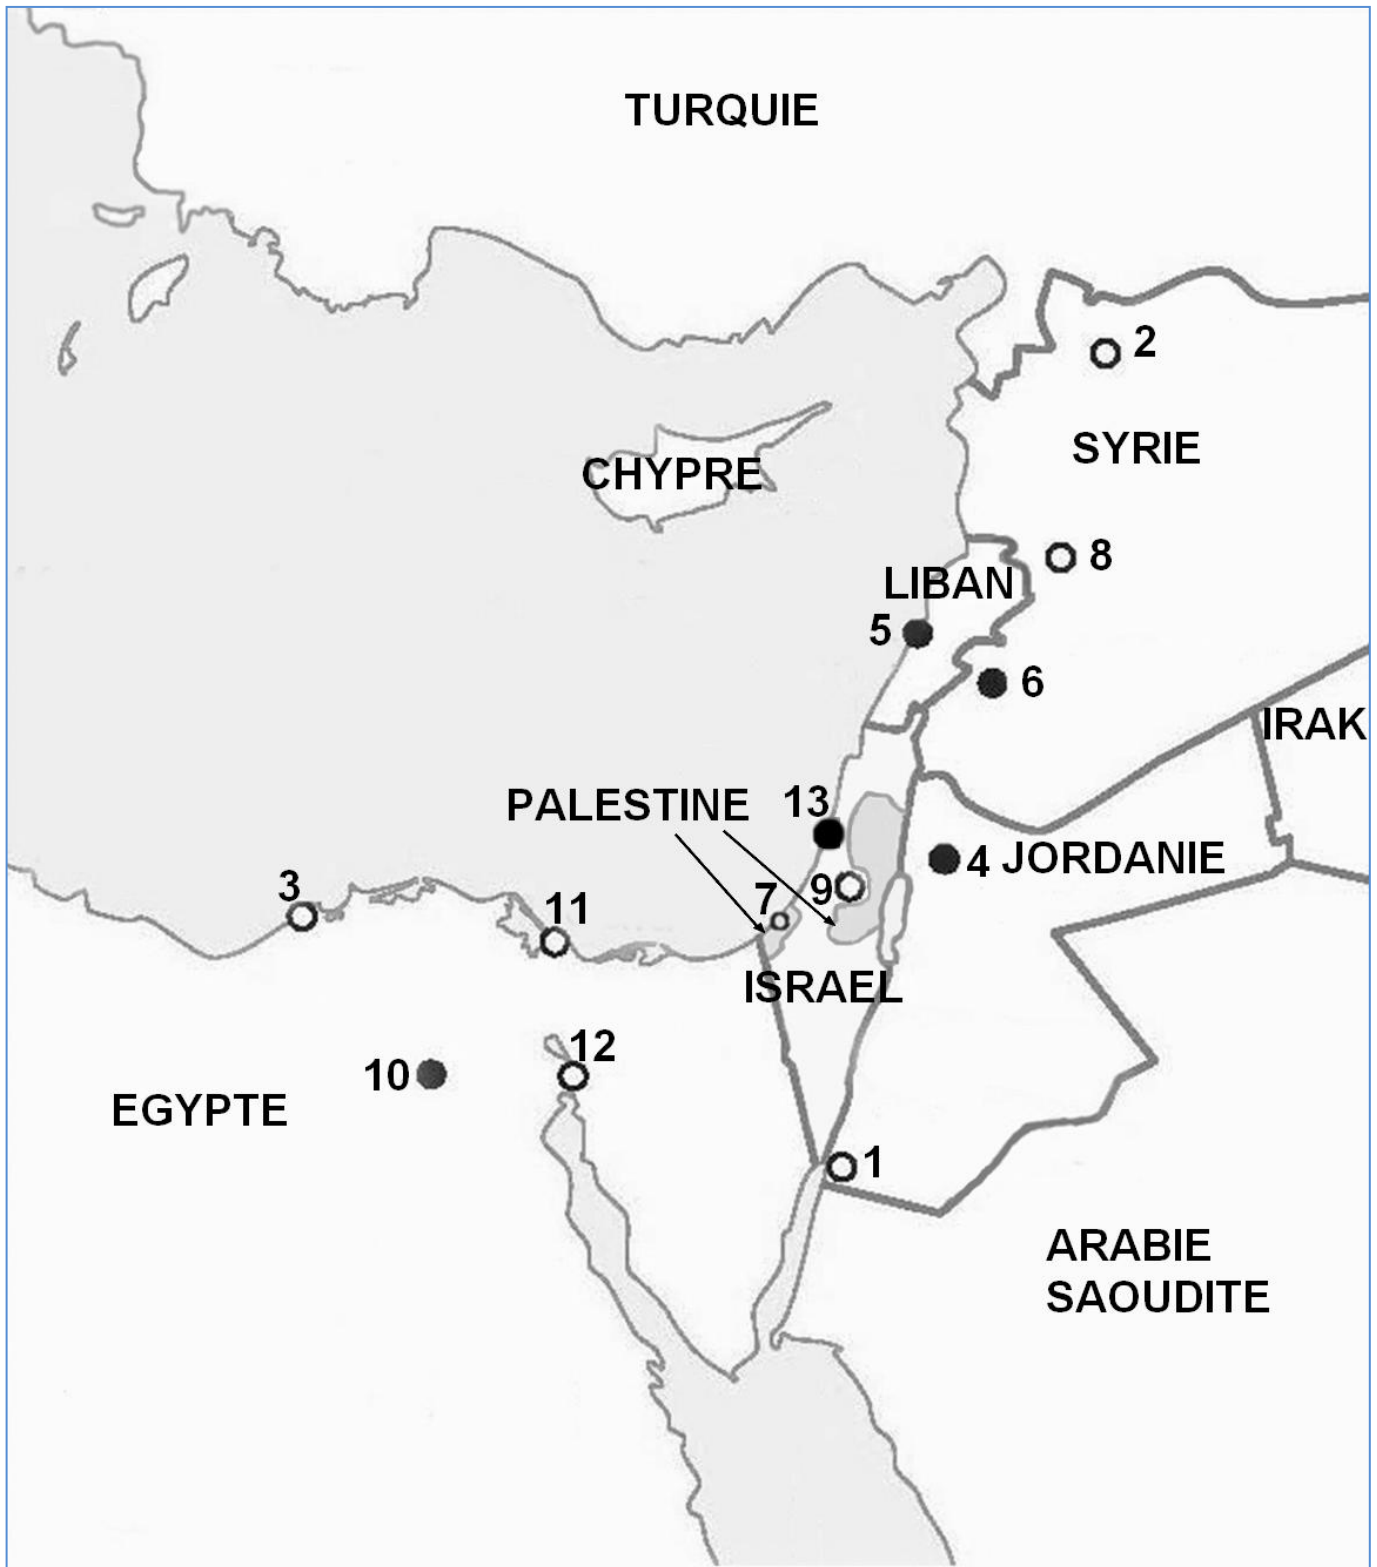 TURQUIE
2
SYRIE
CHYPRE
8
LIBAN
5
6
IRAK
PALESTINE
13
4 JORDANIE
3
7
9
11
ISRAEL
12
10
EGYPTE
1
ARABIE
SAOUDITE